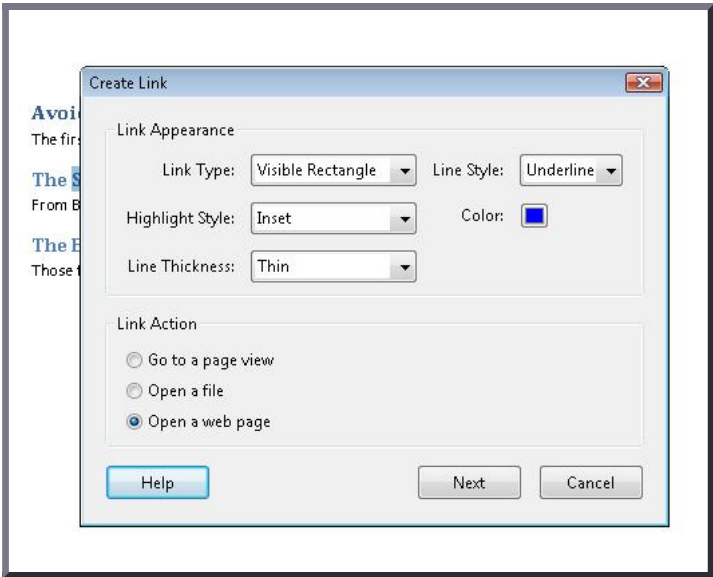 Create Link
Avoi
Link Appearance
The firs
Link Type: Visible Rectangle Line Style: Underline
The S
From B
Highlight Style: Inset Color:
The E
Line Thickness: Thin
Those f
Link Action
Go to a page view
Open a file
Open a web page
Help Next Cancel